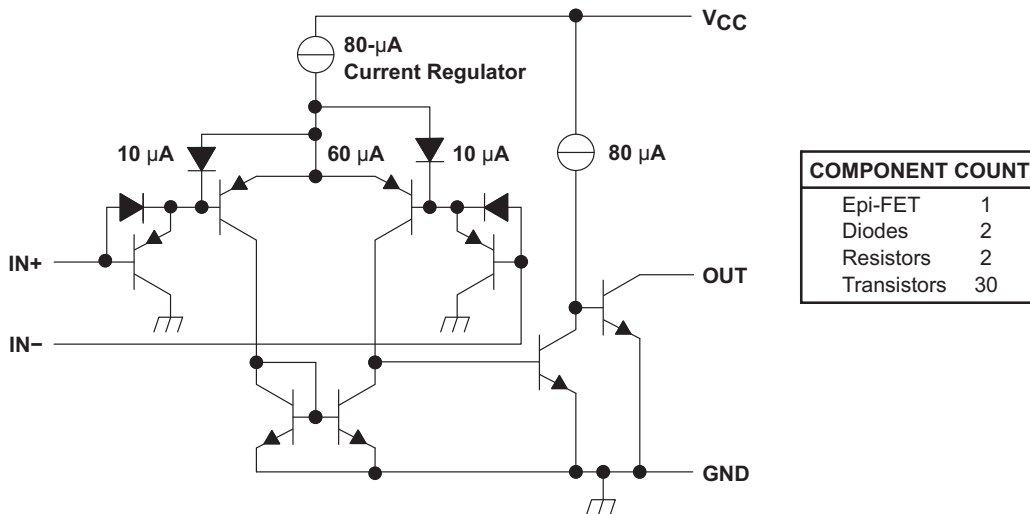 VCC
80-µA
Current Regulator
10 µA
60 µA
10 µA
80 µA
IN+
OUT
IN−
GND
COMPONENT COUNT
Epi-FET 1
Diodes 2
Resistors 2
Transistors 30